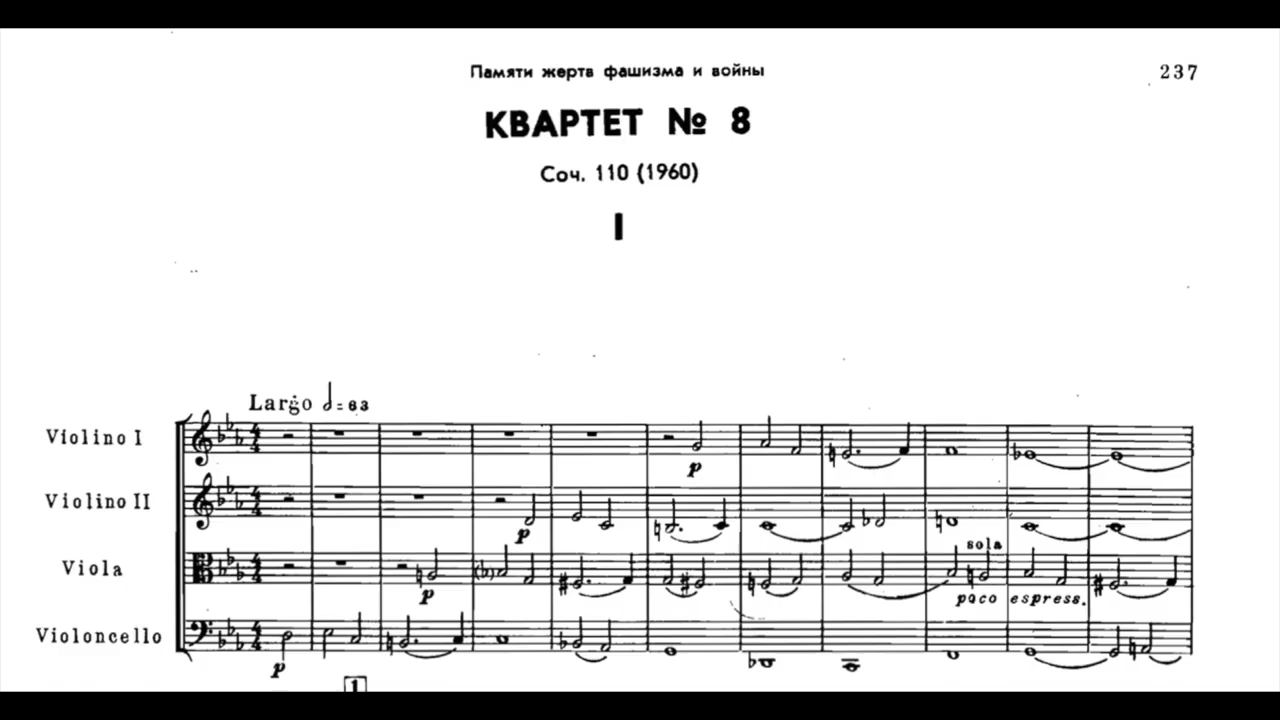 Памяти жертв фашизма и войны
237
КВАРТЕТ № 8
Соч. 110 (1960)
I
Largo 𝅗𝅥= 63
Violino I
p
Violino II
p
sola
Viola
p
poco espress.
Violoncello
p
1